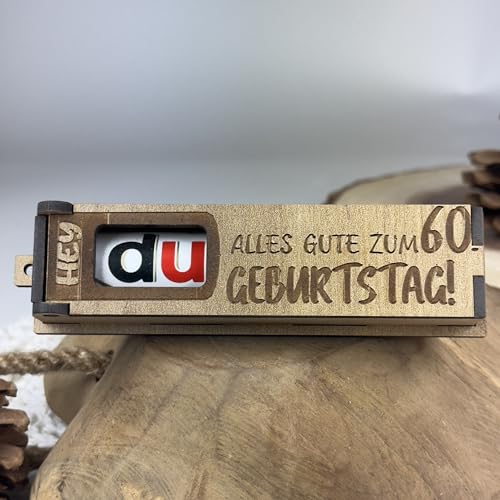 HEY
du
ALLES GUTE ZUM 60.
GEBURTSTAG!